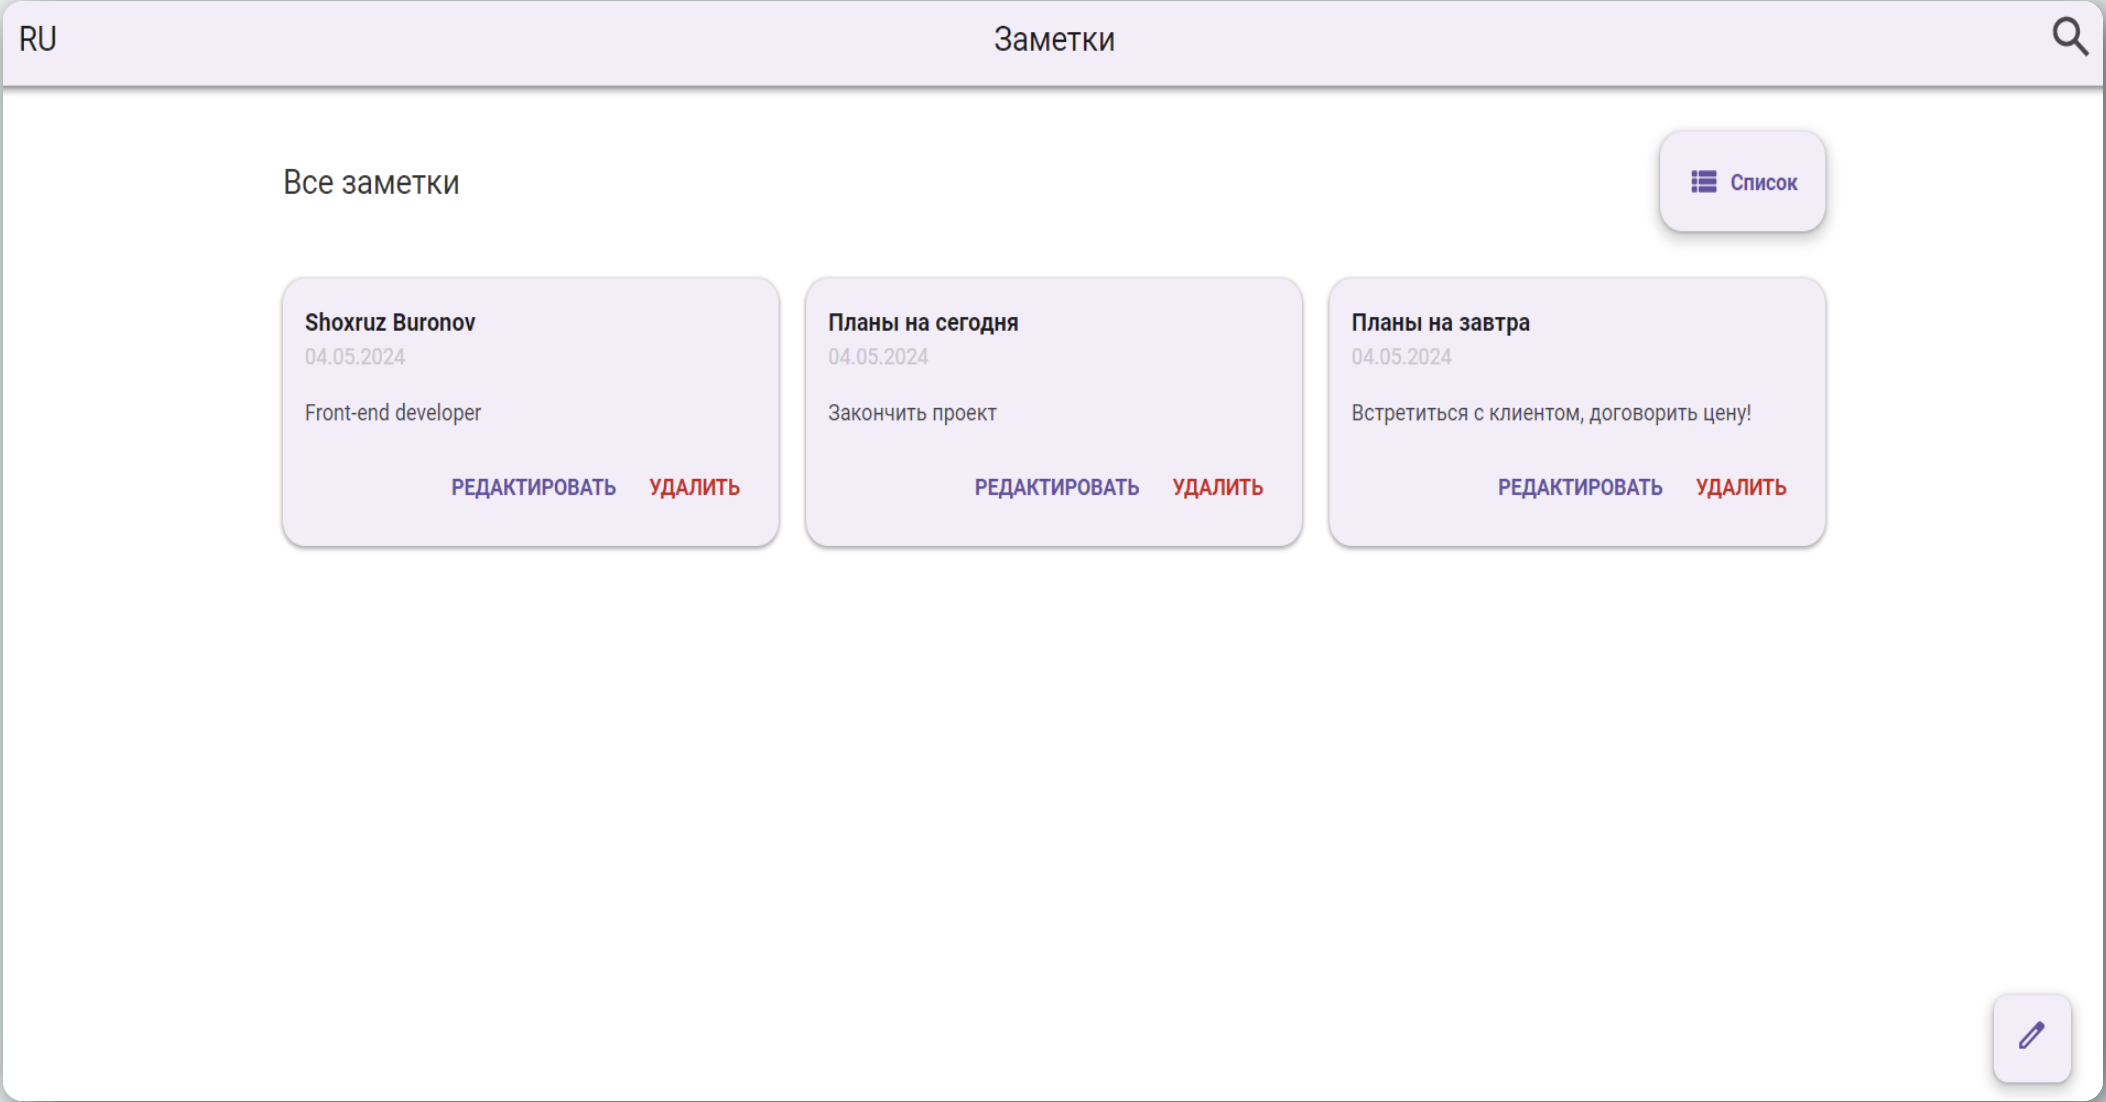 RU
Заметки
Все заметки
Список
Shoxruz Buronov
04.05.2024
Front-end developer
РЕДАКТИРОВАТЬ УДАЛИТЬ
Планы на сегодня
04.05.2024
Закончить проект
РЕДАКТИРОВАТЬ УДАЛИТЬ
Планы на завтра
04.05.2024
Встретиться с клиентом, договорить цену!
РЕДАКТИРОВАТЬ УДАЛИТЬ